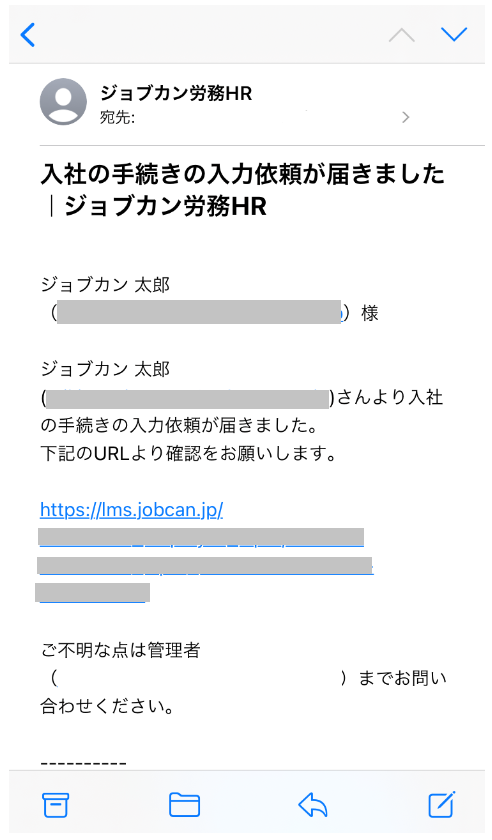 ジョブカン労務HR
宛先:
入社の手続きの入力依頼が届きました
｜ジョブカン労務HR
ジョブカン 太郎
（）様
ジョブカン 太郎
()さんより入社
の手続きの入力依頼が届きました。
下記のURLより確認をお願いします。
https://lms.jobcan.jp/
ご不明な点は管理者
（ ）までお問い
合わせください。
----------